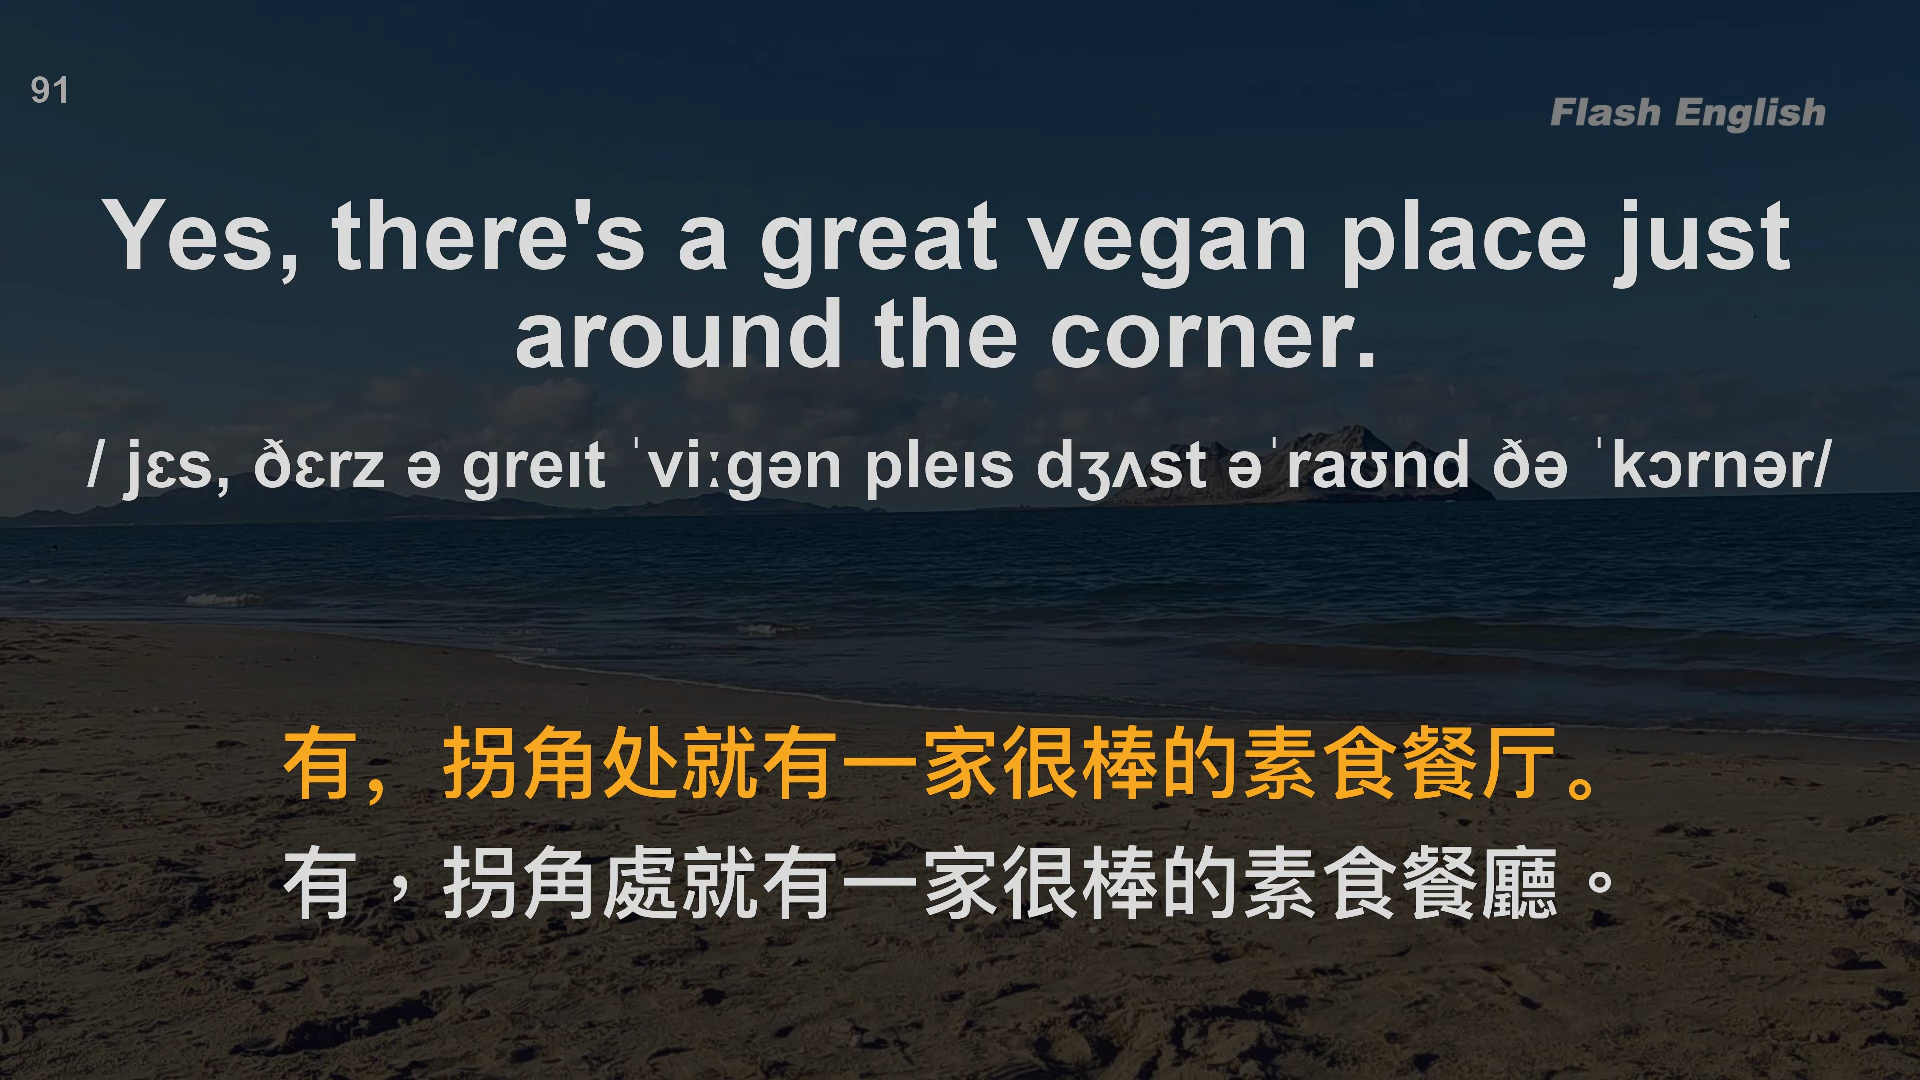 91
Flash English
Yes, there's a great vegan place just
around the corner.
/ jɛs, ðɛrz ə greɪt ˈviːgən pleɪs dʒʌst əˈraʊnd ðə ˈkɔrnər/
有，拐角处就有一家很棒的素食餐厅。
有，拐角處就有一家很棒的素食餐廳。